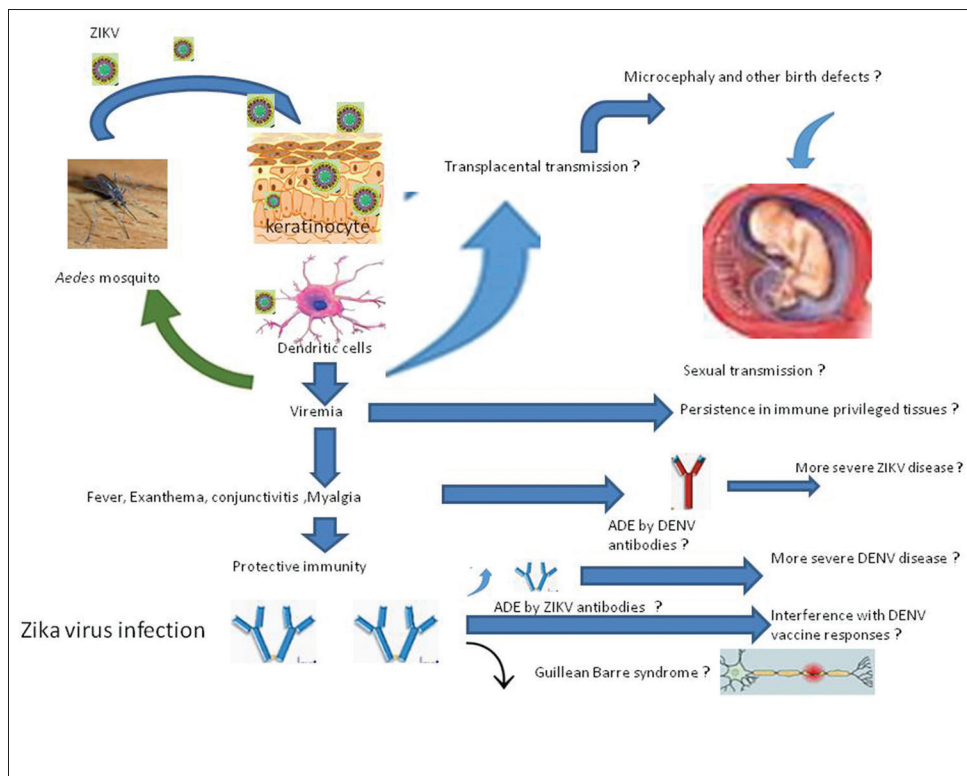 ZIKV
Microcephaly and other birth defects ?
Transplacental transmission ?
keratinocyte
Aedes mosquito
Dendritic cells
Sexual transmission ?
Viremia
Persistence in immune privileged tissues ?
More severe ZIKV disease ?
Fever, Exanthema, conjunctivitis ,Myalgia
ADE by DENV
antibodies ?
Protective immunity
More severe DENV disease ?
ADE by ZIKV antibodies ?
Zika virus infection
Interference with DENV
vaccine responses ?
Guillean Barre syndrome ?